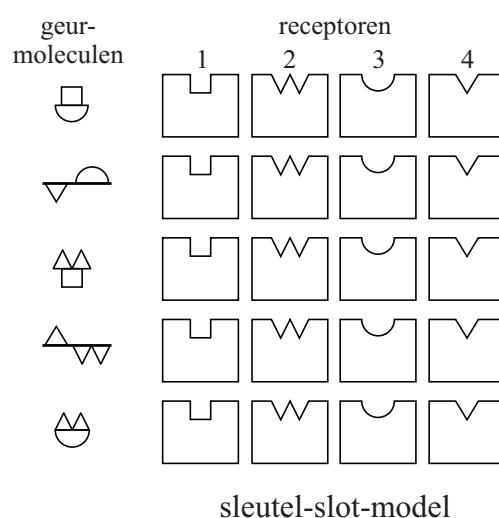 geur-
moleculen
receptoren
1 2 3 4
sleutel-slot-model